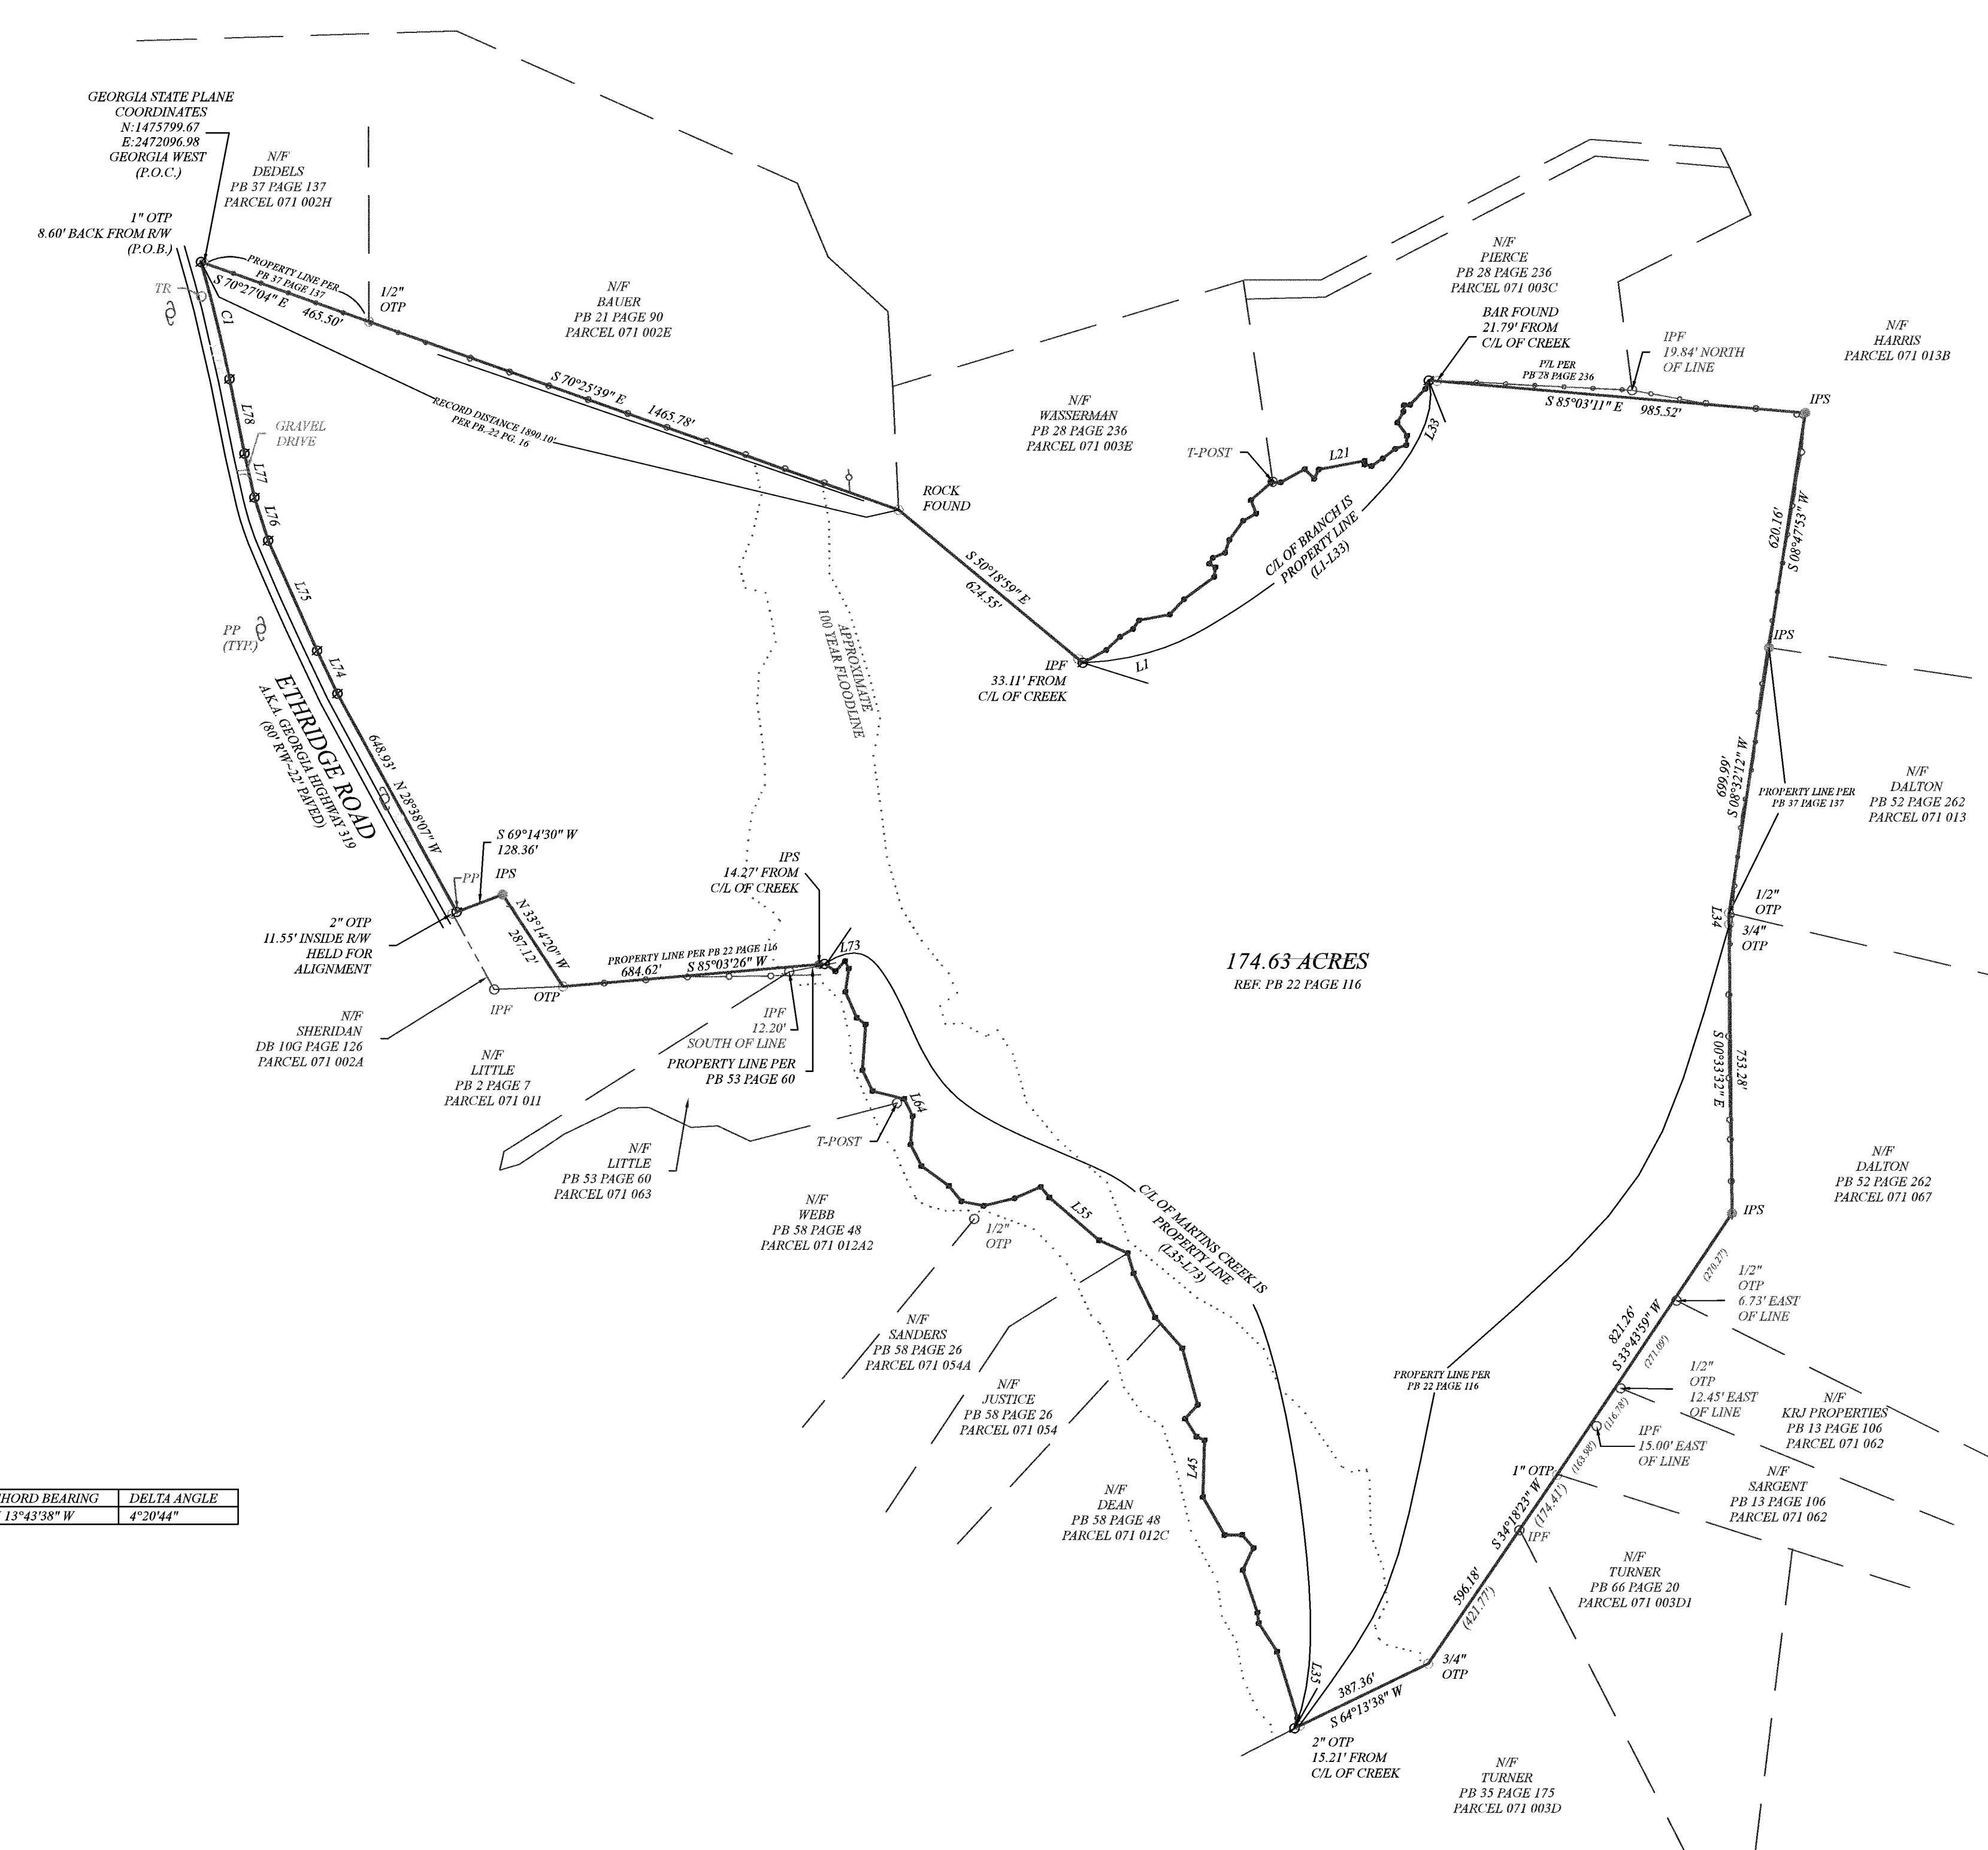 GEORGIA STATE PLANE
COORDINATES
N:1475799.67
E:2472096.98
GEORGIA WEST
(P.O.C.)
N/F
DEDELS
PB 37 PAGE 137
PARCEL 071 002H
1" OTP
8.60' BACK FROM R/W
(P.O.B.)
TR
PROPERTY LINE PER
PB 37 PAGE 137
S 70°27'04" E
465.50'
1/2"
OTP
N/F
BAUER
PB 21 PAGE 90
PARCEL 071 002E
S 70°25'39" E
1465.78'
RECORD DISTANCE 1890.10'
PER PB. 22 PG. 16
C1
L78
GRAVEL
DRIVE
L77
L76
L75
L74
PP
(TYP.)
ROCK
FOUND
S 50°18'59" E
624.55'
N/F
WASSERMAN
PB 28 PAGE 236
PARCEL 071 003E
T-POST
L21
L33
C/L OF BRANCH IS
PROPERTY LINE
(L1-L33)
IPF
33.11' FROM
C/L OF CREEK
L1
N/F
PIERCE
PB 28 PAGE 236
PARCEL 071 003C
BAR FOUND
21.79' FROM
C/L OF CREEK
P/L PER
PB 28 PAGE 236
IPF
19.84' NORTH
OF LINE
S 85°03'11" E
985.52'
N/F
HARRIS
PARCEL 071 013B
IPS
620.16'
S 08°47'53" W
IPS
699.99'
S 08°32'12" W
PROPERTY LINE PER
PB 37 PAGE 137
N/F
DALTON
PB 52 PAGE 262
PARCEL 071 013
APPROXIMATE
100 YEAR FLOODLINE
ETHRIDGE ROAD
A.K.A. GEORGIA HIGHWAY 319
(80' R/W~22' PAVED)
648.93'
N 28°38'07" W
S 69°14'30" W
128.36'
PP
IPS
2" OTP
11.55' INSIDE R/W
HELD FOR
ALIGNMENT
N 33°14'20" W
287.12'
IPF
OTP
PROPERTY LINE PER PB 22 PAGE 116
684.62'
S 85°03'26" W
IPS
14.27' FROM
C/L OF CREEK
L73
174.63 ACRES
REF. PB 22 PAGE 116
L34
1/2"
OTP
3/4"
OTP
753.28'
S 00°33'32" E
N/F
SHERIDAN
DB 10G PAGE 126
PARCEL 071 002A
N/F
LITTLE
PB 2 PAGE 7
PARCEL 071 011
IPF
12.20'
SOUTH OF LINE
PROPERTY LINE PER
PB 53 PAGE 60
L64
T-POST
N/F
LITTLE
PB 53 PAGE 60
PARCEL 071 063
N/F
WEBB
PB 58 PAGE 48
PARCEL 071 012A2
1/2"
OTP
L55
C/L OF MARTINS CREEK IS
PROPERTY LINE
(L35-L73)
N/F
DALTON
PB 52 PAGE 262
PARCEL 071 067
IPS
(270.27')
1/2"
OTP
6.73' EAST
OF LINE
821.26'
S 33°43'59" W
(271.09')
1/2"
OTP
12.45' EAST
OF LINE
(116.78')
IPF
15.00' EAST
OF LINE
(163.98')
N/F
KRJ PROPERTIES
PB 13 PAGE 106
PARCEL 071 062
N/F
SANDERS
PB 58 PAGE 26
PARCEL 071 054A
N/F
JUSTICE
PB 58 PAGE 26
PARCEL 071 054
PROPERTY LINE PER
PB 22 PAGE 116
L45
1" OTP
N/F
SARGENT
PB 13 PAGE 106
PARCEL 071 062
S 34°18'23" W
(174.41')
IPF
N/F
DEAN
PB 58 PAGE 48
PARCEL 071 012C
HORD BEARING
DELTA ANGLE
13°43'38" W
4°20'44"
596.18'
(421.77')
N/F
TURNER
PB 66 PAGE 20
PARCEL 071 003D1
3/4"
OTP
L35
387.36'
S 64°13'38" W
2" OTP
15.21' FROM
C/L OF CREEK
N/F
TURNER
PB 35 PAGE 175
PARCEL 071 003D